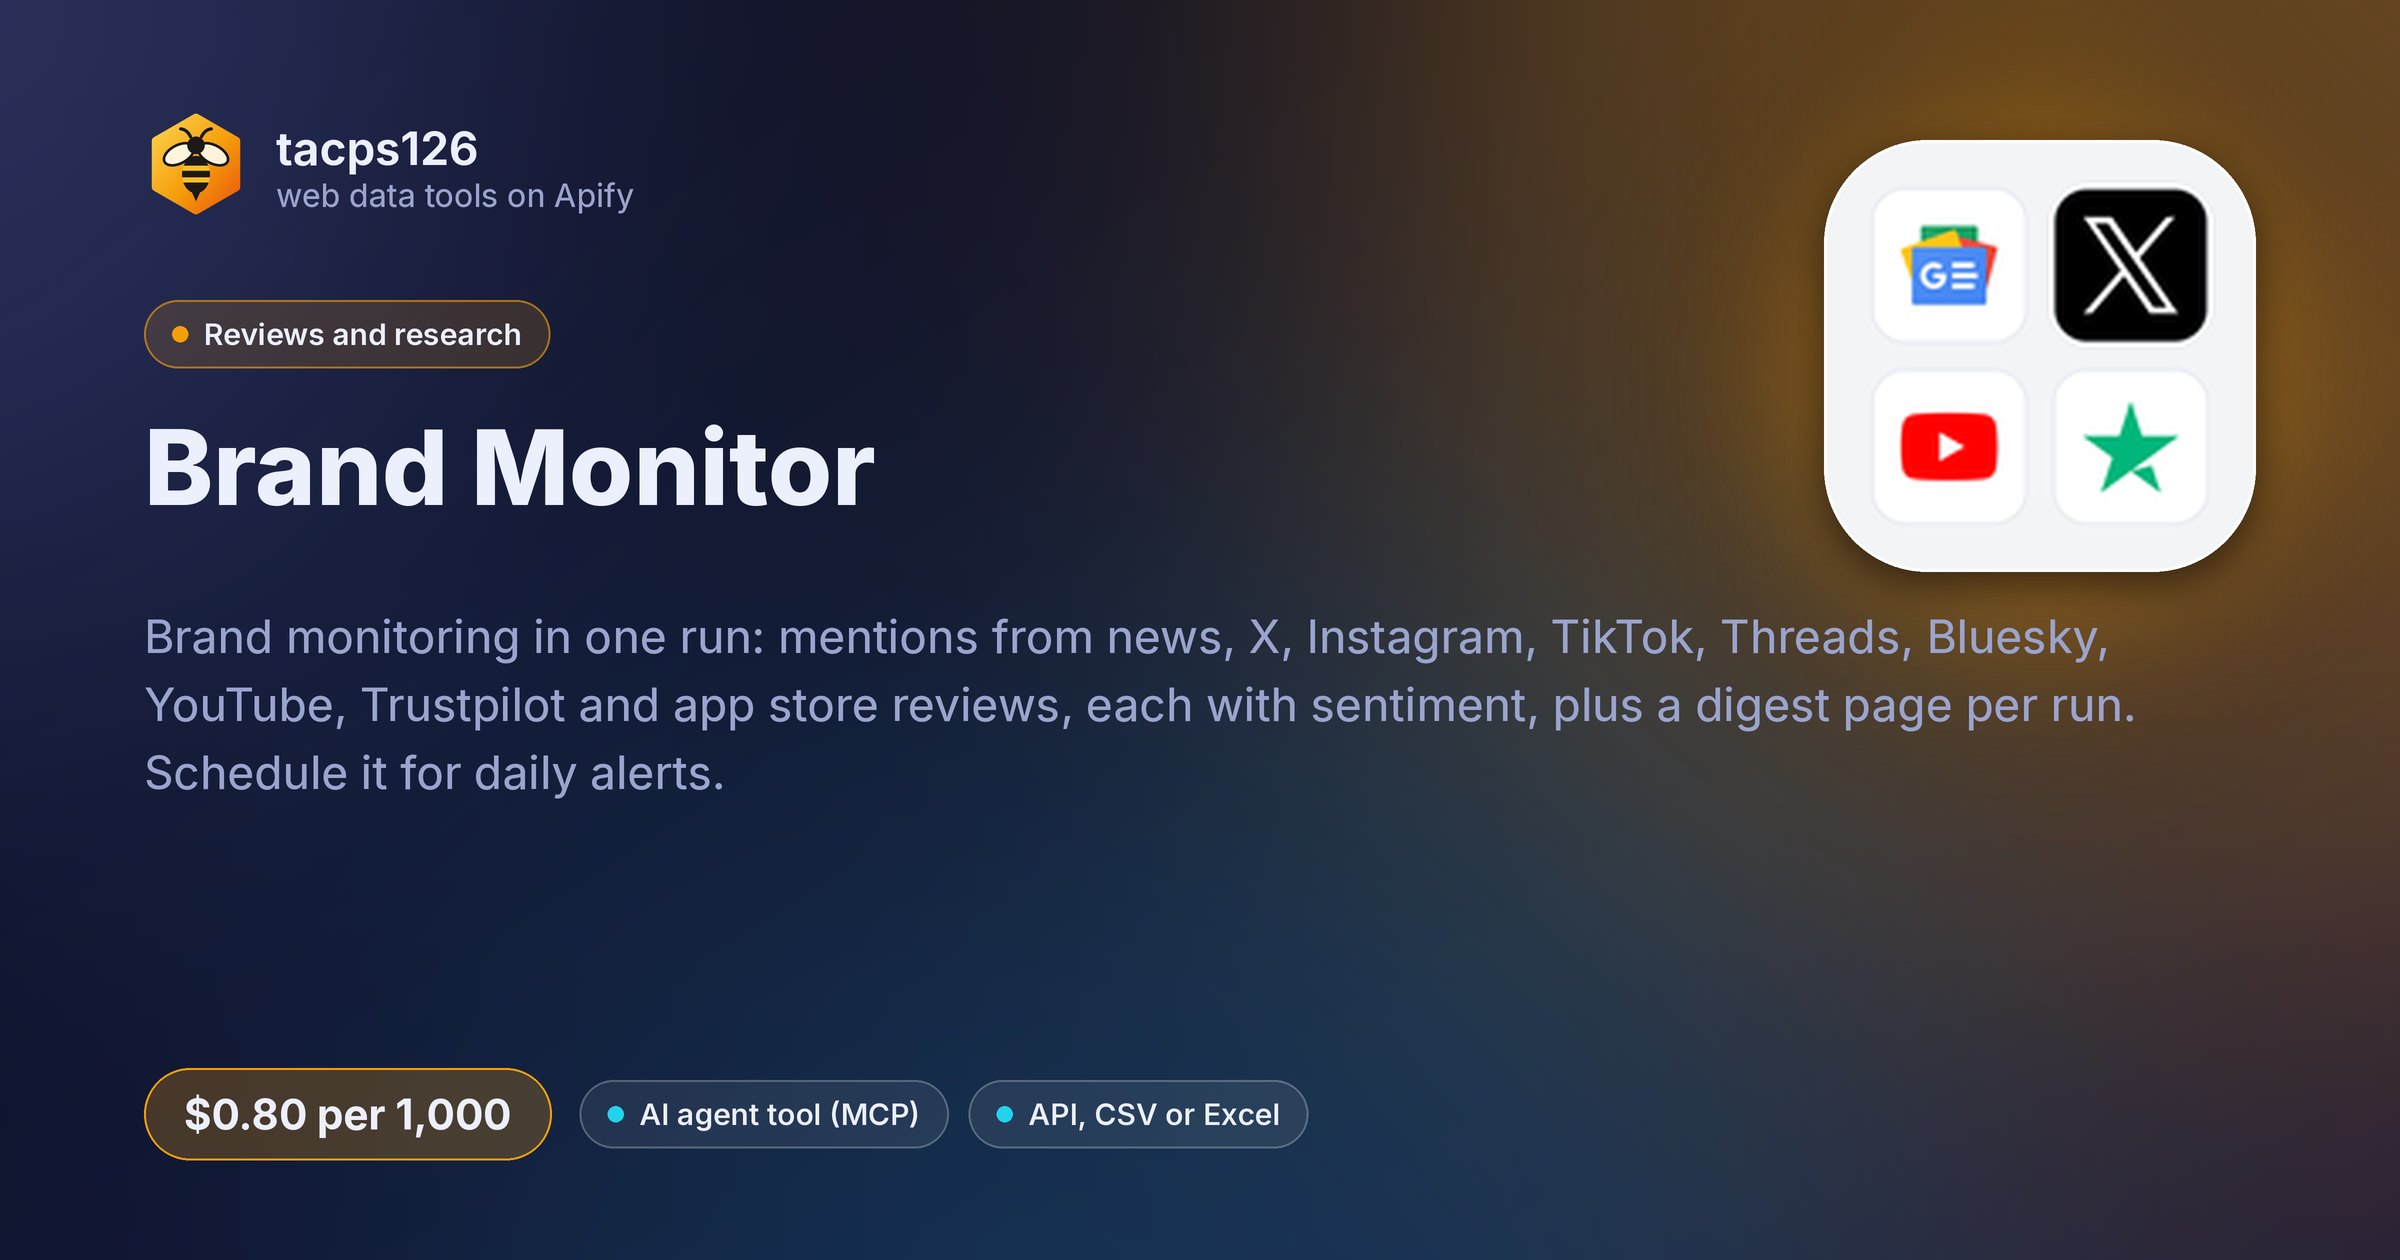 tacps126
web data tools on Apify
Reviews and research
Brand Monitor
Brand monitoring in one run: mentions from news, X, Instagram, TikTok, Threads, Bluesky,
YouTube, Trustpilot and app store reviews, each with sentiment, plus a digest page per run.
Schedule it for daily alerts.
$0.80 per 1,000
AI agent tool (MCP)
API, CSV or Excel